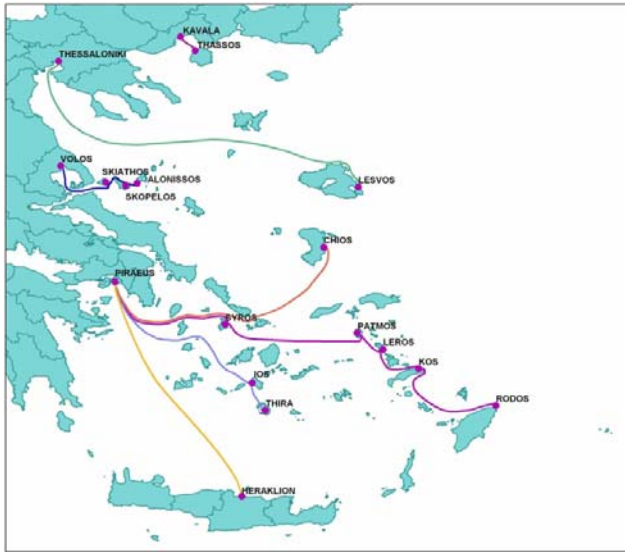 KAVALA
THASSOS
THESSALONIKI
VOLOS
SKIATHOS
ALONISSOS
SKOPELOS
LESVOS
CHIOS
PIRAEUS
SYROS
PATMOS
LEROS
KOS
IOS
THIRA
RODOS
HERAKLION